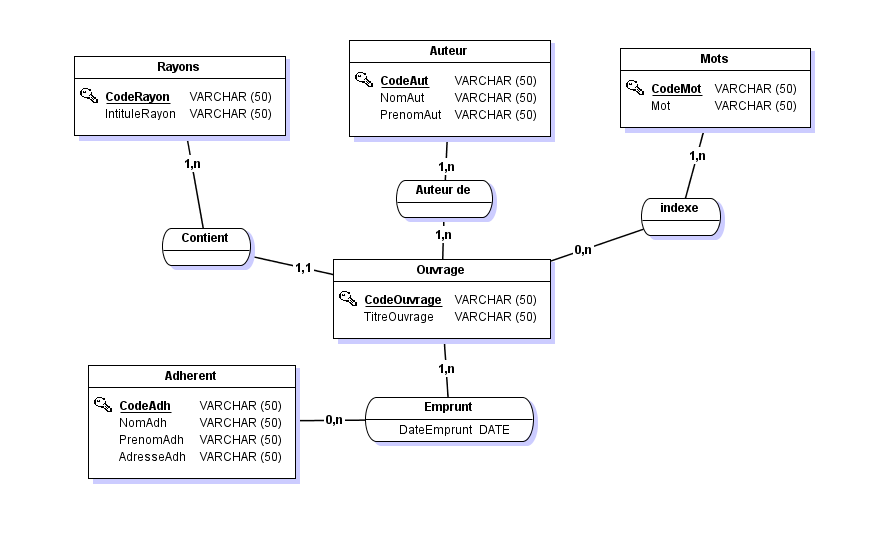 Rayons
CodeRayon VARCHAR (50)
IntituleRayon VARCHAR (50)
Auteur
CodeAut VARCHAR (50)
NomAut VARCHAR (50)
PrenomAut VARCHAR (50)
Mots
CodeMot VARCHAR (50)
Mot VARCHAR (50)
1,n
1,n
1,n
Auteur de
indexe
Contient
1,n
0,n
1,1
Ouvrage
CodeOuvrage VARCHAR (50)
TitreOuvrage VARCHAR (50)
1,n
Adherent
CodeAdh VARCHAR (50)
NomAdh VARCHAR (50)
PrenomAdh VARCHAR (50)
AdresseAdh VARCHAR (50)
0,n
Emprunt
DateEmprunt DATE